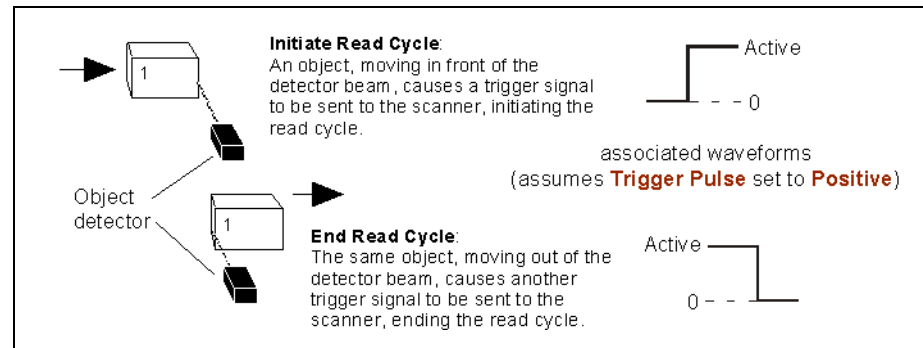 Initiate Read Cycle:
An object, moving in front of the
detector beam, causes a trigger signal
to be sent to the scanner, initiating the
read cycle.
1
Active
0
associated waveforms
(assumes Trigger Pulse set to Positive)
Object
detector
1
End Read Cycle:
The same object, moving out of the
detector beam, causes another
trigger signal to be sent to the
scanner, ending the read cycle.
Active
0